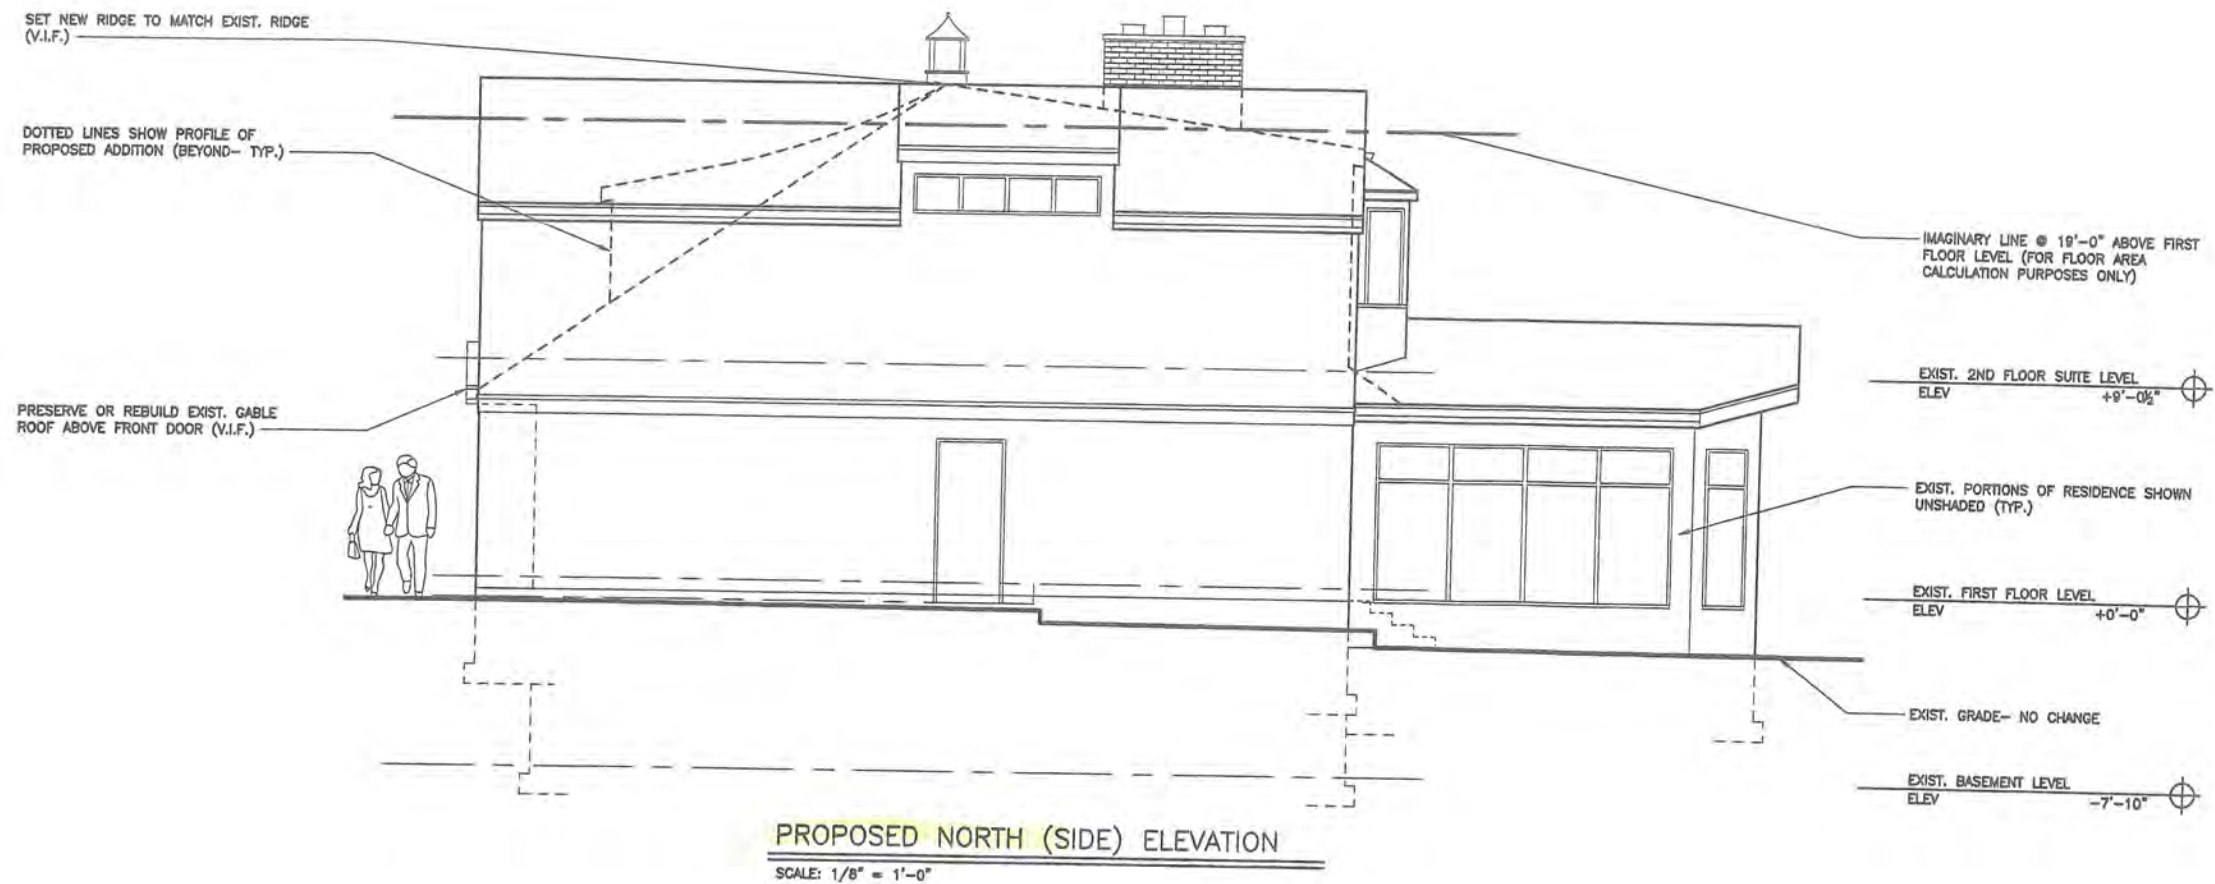 SET NEW RIDGE TO MATCH EXIST. RIDGE
(V.I.F.)
DOTTED LINES SHOW PROFILE OF
PROPOSED ADDITION (BEYOND- TYP.)
PRESERVE OR REBUILD EXIST. GABLE
ROOF ABOVE FRONT DOOR (V.I.F.)
IMAGINARY LINE @ 19'-0" ABOVE FIRST
FLOOR LEVEL (FOR FLOOR AREA
CALCULATION PURPOSES ONLY)
EXIST. 2ND FLOOR SUITE LEVEL
ELEV +9'-0½"
EXIST. PORTIONS OF RESIDENCE SHOWN
UNSHADED (TYP.)
EXIST. FIRST FLOOR LEVEL
ELEV +0'-0"
EXIST. GRADE- NO CHANGE
EXIST. BASEMENT LEVEL
ELEV -7'-10"
PROPOSED NORTH (SIDE) ELEVATION
SCALE: 1/8" = 1'-0"